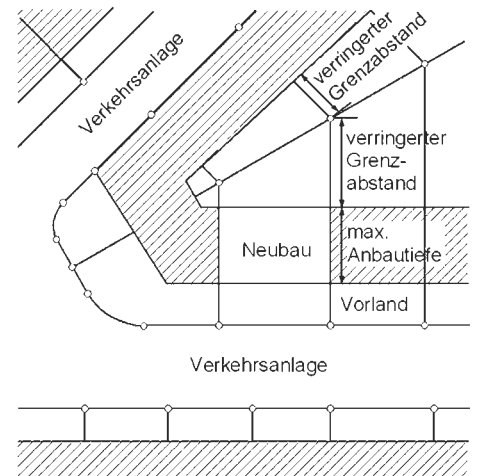 Verkehrsanlage
verringerter
Grenzabstand
verringerter
Grenz-
abstand
max.
Anbautiefe
Neubau
Vorland
Verkehrsanlage